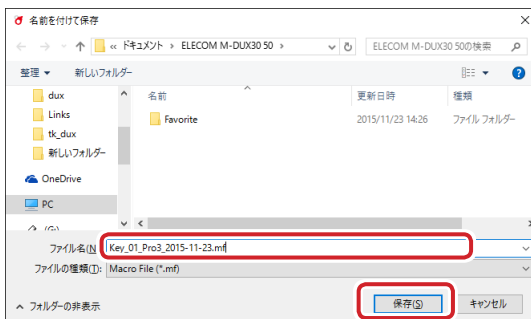 名前を付けて保存
« ドキュメント > ELECOM M-DUX30 50 >
ELECOM M-DUX30 50の検索
整理 新しいフォルダー
名前 更新日時 種類
dux
Links
tk_dux
新しいフォルダー
OneDrive
PC
Favorite 2015/11/23 14:26 ファイル フォルダー
ファイル名(N): Key_01_Pro3_2015-11-23.mf
ファイルの種類(T): Macro File (*.mf)
フォルダーの非表示
保存(S) キャンセル